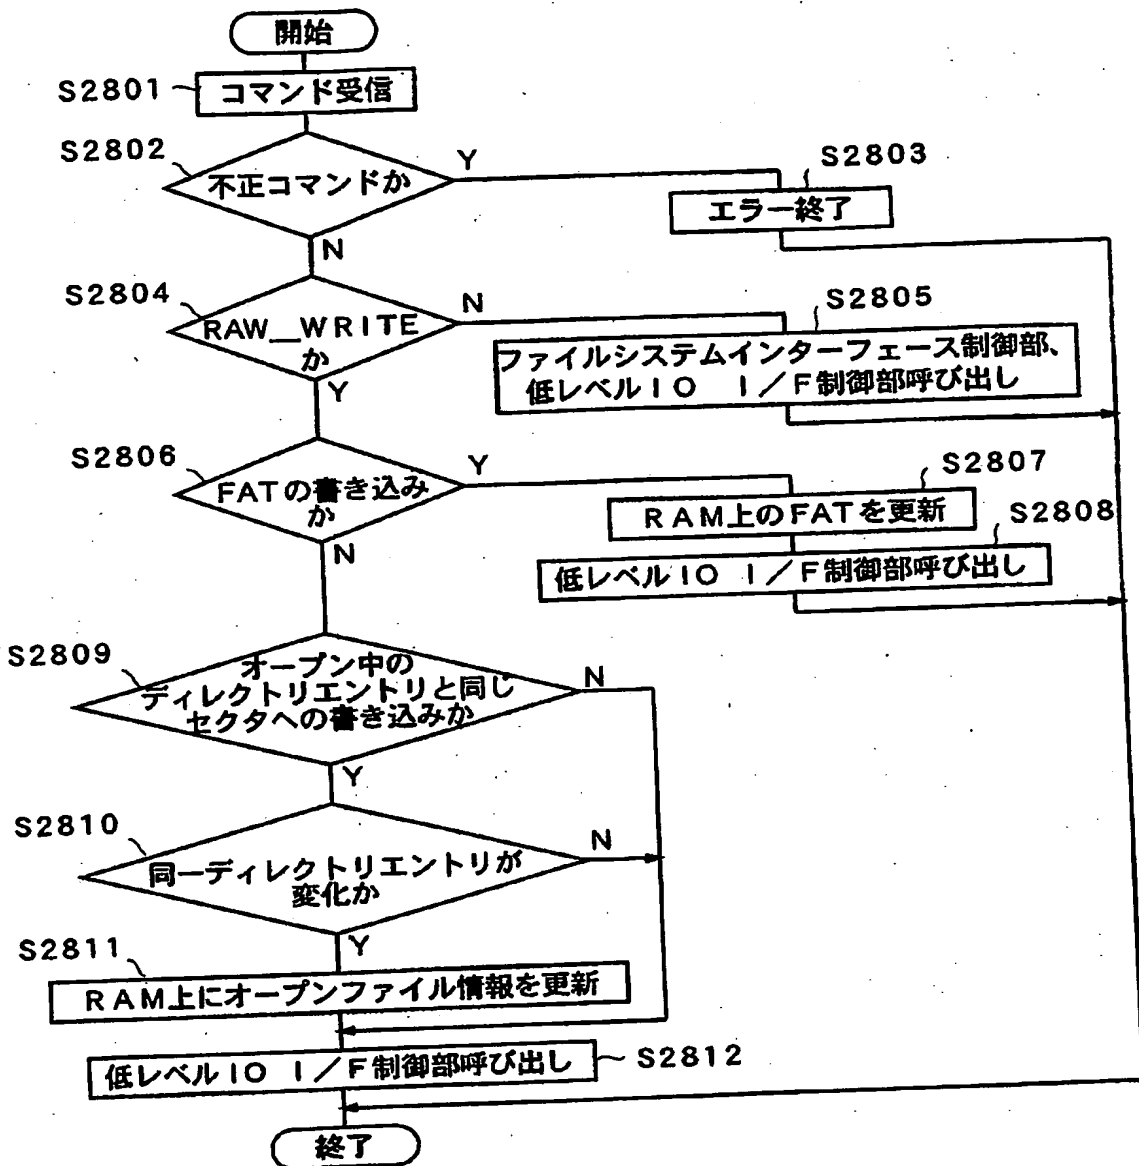 開始
S2801
コマンド受信
S2802
不正コマンドか
Y
S2803
エラー終了
N
S2804
RAW__WRITE
か
N
S2805
ファイルシステムインターフェース制御部、
低レベルIO I/F制御部呼び出し
Y
S2806
FATの書き込み
か
Y
S2807
RAM上のFATを更新
S2808
低レベルIO I/F制御部呼び出し
N
S2809
オープン中の
ディレクトリエントリと同じ
セクタへの書き込みか
N
Y
S2810
同一ディレクトリエントリが
変化か
N
Y
S2811
RAM上にオープンファイル情報を更新
低レベルIO I/F制御部呼び出し
S2812
終了